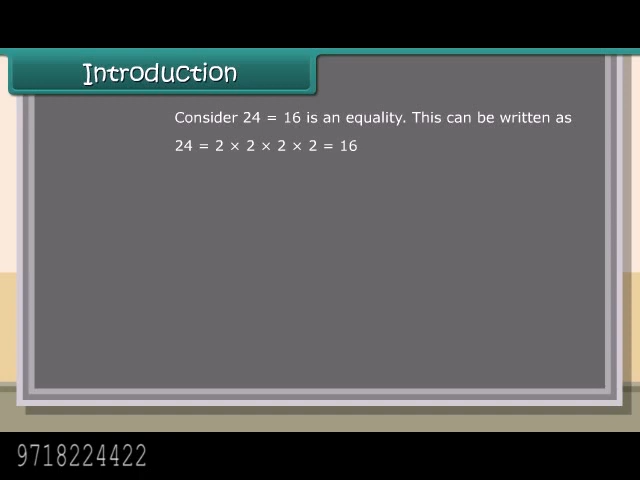 Introduction
Consider 24 = 16 is an equality. This can be written as
24 = 2 × 2 × 2 × 2 = 16
9718224422